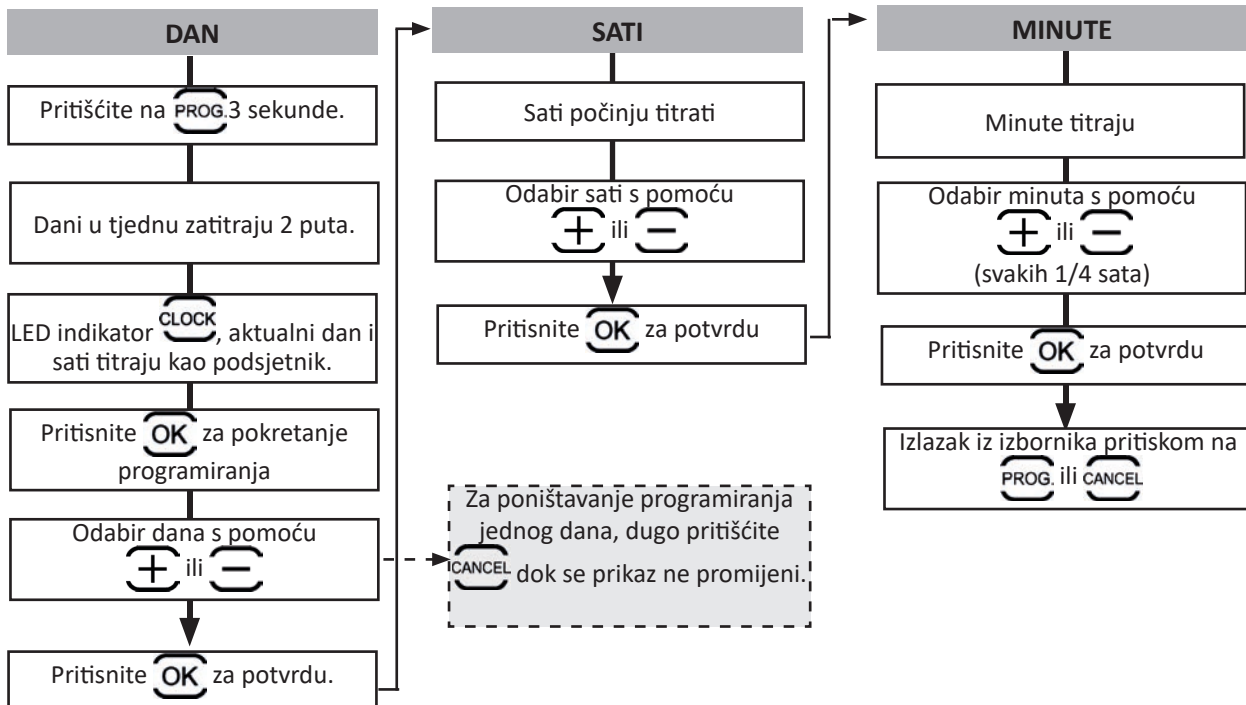 DAN
Pritišćite na PROG. 3 sekunde.
Dani u tjednu zatitraju 2 puta.
LED indikator CLOCK, aktualni dan i
sati titraju kao podsjetnik.
Pritisnite OK za pokretanje
programiranja
Odabir dana s pomoću
+ ili −
Pritisnite OK za potvrdu.
SATI
Sati počinju titrati
Odabir sati s pomoću
+ ili −
Pritisnite OK za potvrdu
Za poništavanje programiranja
jednog dana, dugo pritišćite
CANCEL dok se prikaz ne promijeni.
MINUTE
Minute titraju
Odabir minuta s pomoću
+ ili −
(svakih 1/4 sata)
Pritisnite OK za potvrdu
Izlazak iz izbornika pritiskom na
PROG. ili CANCEL